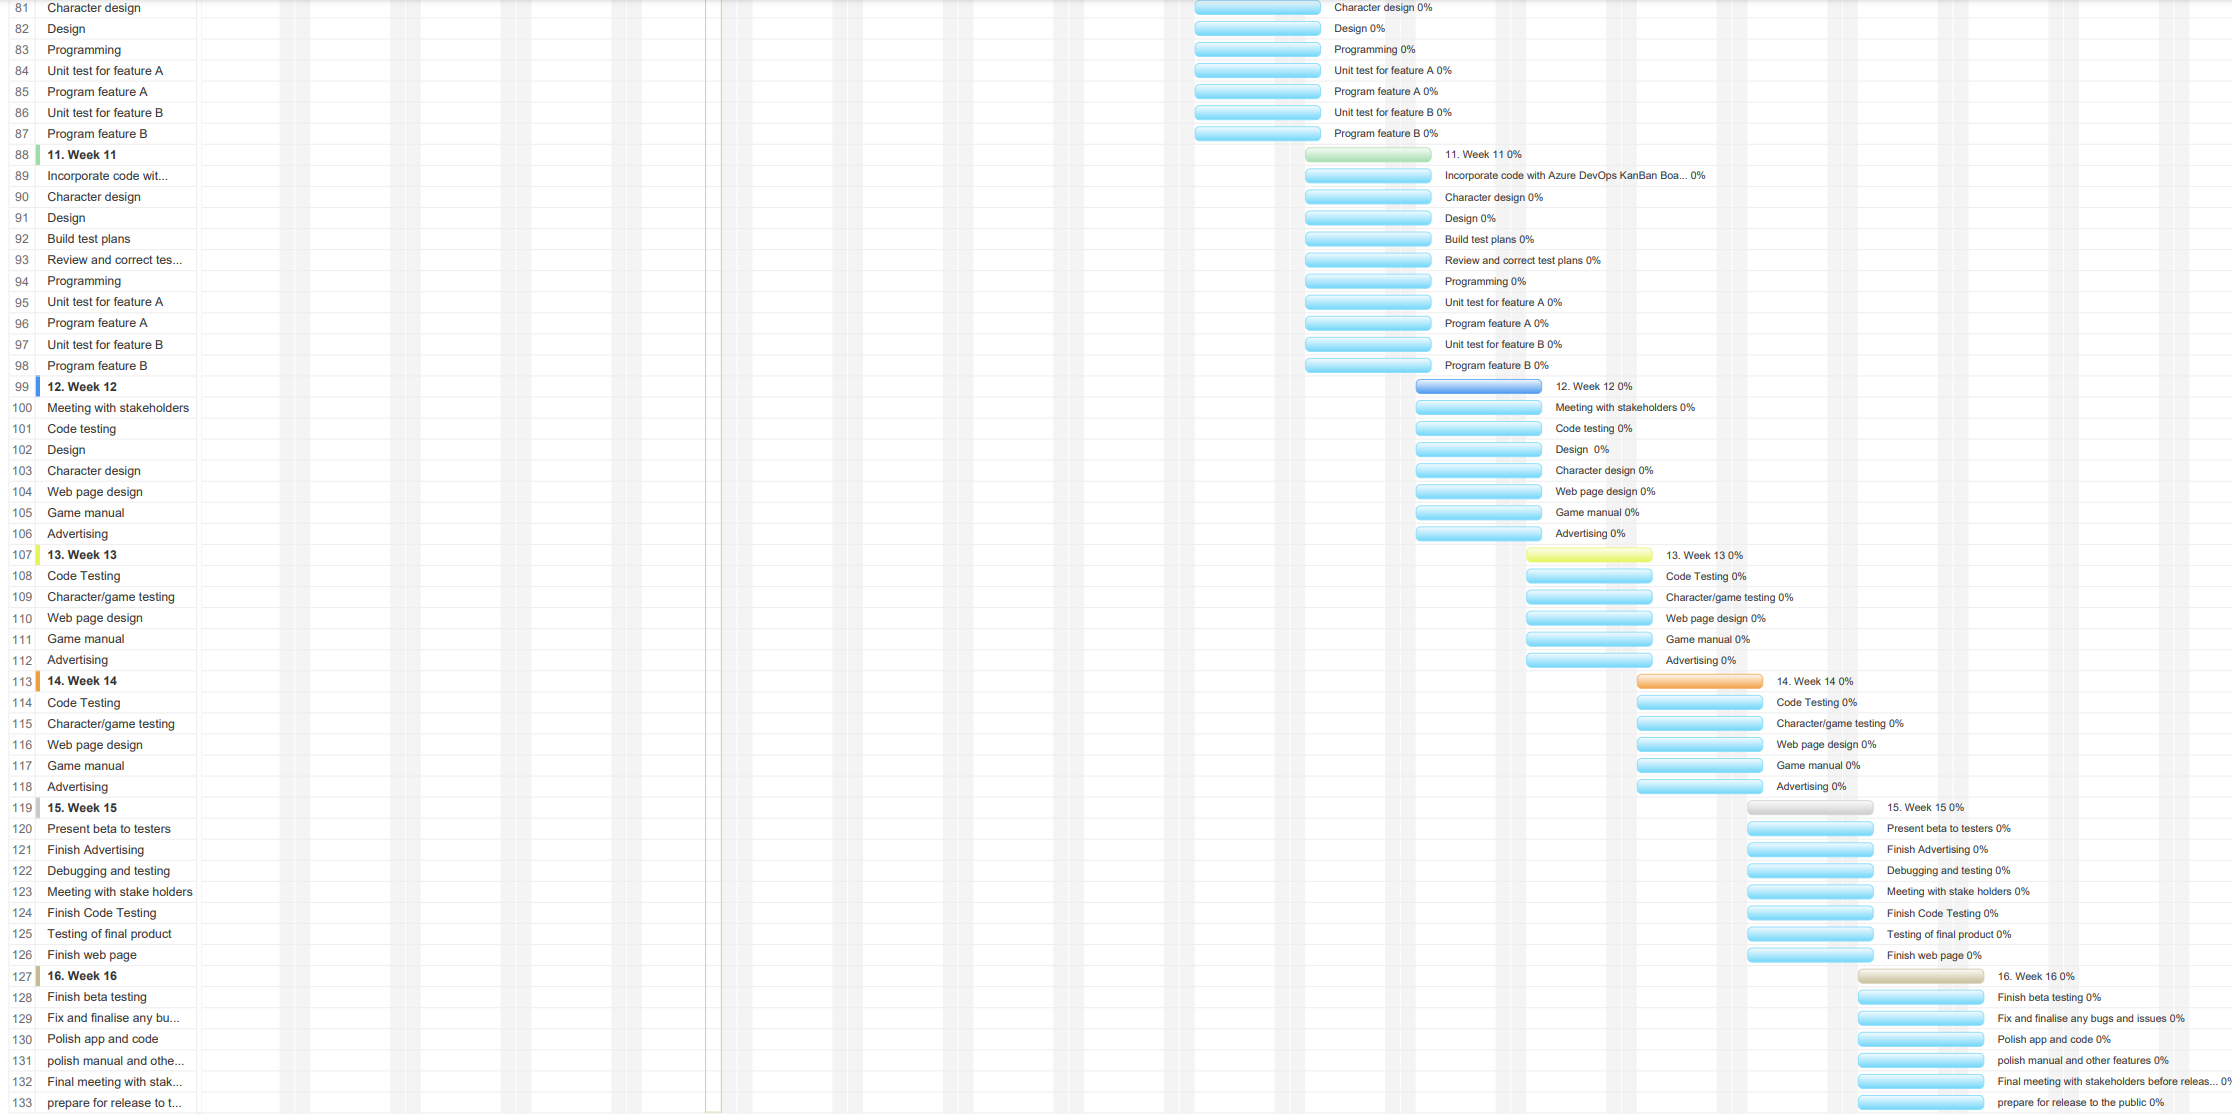 81 Character design Character design 0%
82 Design Design 0%
83 Programming Programming 0%
84 Unit test for feature A Unit test for feature A 0%
85 Program feature A Program feature A 0%
86 Unit test for feature B Unit test for feature B 0%
87 Program feature B Program feature B 0%
88 11. Week 11 11. Week 11 0%
89 Incorporate code wit... Incorporate code with Azure DevOps KanBan Boa... 0%
90 Character design Character design 0%
91 Design Design 0%
92 Build test plans Build test plans 0%
93 Review and correct tes... Review and correct test plans 0%
94 Programming Programming 0%
95 Unit test for feature A Unit test for feature A 0%
96 Program feature A Program feature A 0%
97 Unit test for feature B Unit test for feature B 0%
98 Program feature B Program feature B 0%
99 12. Week 12 12. Week 12 0%
100 Meeting with stakeholders Meeting with stakeholders 0%
101 Code testing Code testing 0%
102 Design Design 0%
103 Character design Character design 0%
104 Web page design Web page design 0%
105 Game manual Game manual 0%
106 Advertising Advertising 0%
107 13. Week 13 13. Week 13 0%
108 Code Testing Code Testing 0%
109 Character/game testing Character/game testing 0%
110 Web page design Web page design 0%
111 Game manual Game manual 0%
112 Advertising Advertising 0%
113 14. Week 14 14. Week 14 0%
114 Code Testing Code Testing 0%
115 Character/game testing Character/game testing 0%
116 Web page design Web page design 0%
117 Game manual Game manual 0%
118 Advertising Advertising 0%
119 15. Week 15 15. Week 15 0%
120 Present beta to testers Present beta to testers 0%
121 Finish Advertising Finish Advertising 0%
122 Debugging and testing Debugging and testing 0%
123 Meeting with stake holders Meeting with stake holders 0%
124 Finish Code Testing Finish Code Testing 0%
125 Testing of final product Testing of final product 0%
126 Finish web page Finish web page 0%
127 16. Week 16 16. Week 16 0%
128 Finish beta testing Finish beta testing 0%
129 Fix and finalise any bu... Fix and finalise any bugs and issues 0%
130 Polish app and code Polish app and code 0%
131 polish manual and othe... polish manual and other features 0%
132 Final meeting with stak... Final meeting with stakeholders before releas... 0%
133 prepare for release to t... prepare for release to the public 0%